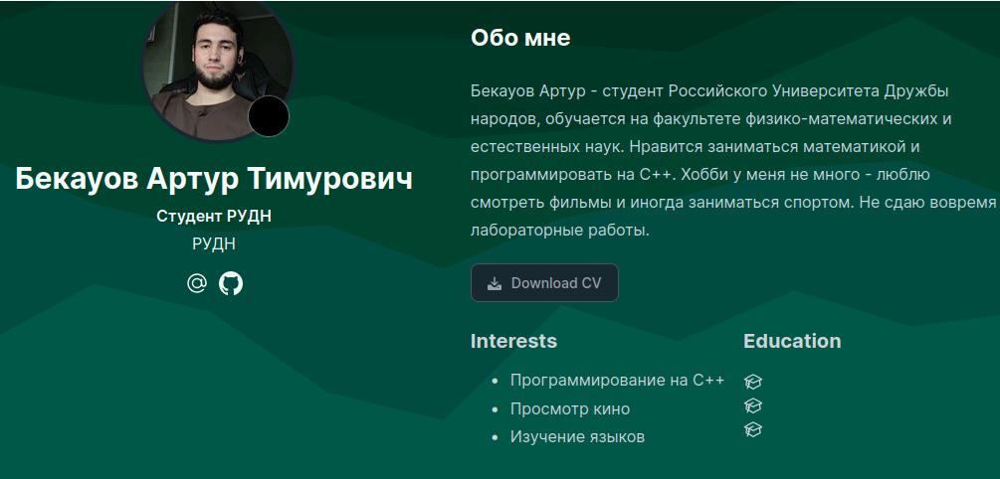 Бекауов Артур Тимурович
Студент РУДН
РУДН
Обо мне
Бекауов Артур - студент Российского Университета Дружбы
народов, обучается на факультете физико-математических и
естественных наук. Нравится заниматься математикой и
программировать на C++. Хобби у меня не много - люблю
смотреть фильмы и иногда заниматься спортом. Не сдаю вовремя
лабораторные работы.
Download CV
Interests
Программирование на C++
Просмотр кино
Изучение языков
Education